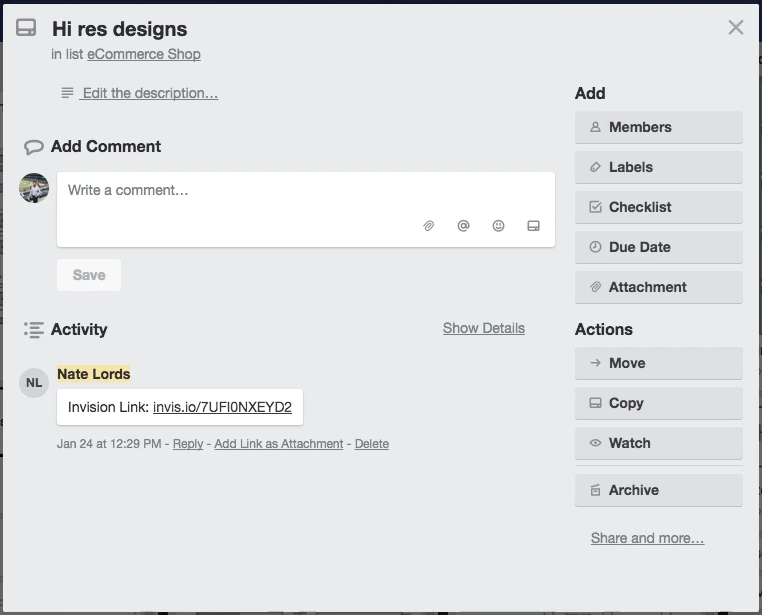 Hi res designs
in list eCommerce Shop
Edit the description…
Add Comment
Write a comment…
@
Save
Activity
Show Details
NL
Nate Lords
Invision Link: invis.io/7UFI0NXEYD2
Jan 24 at 12:29 PM - Reply - Add Link as Attachment - Delete
Add
Members
Labels
Checklist
Due Date
Attachment
Actions
Move
Copy
Watch
Archive
Share and more…